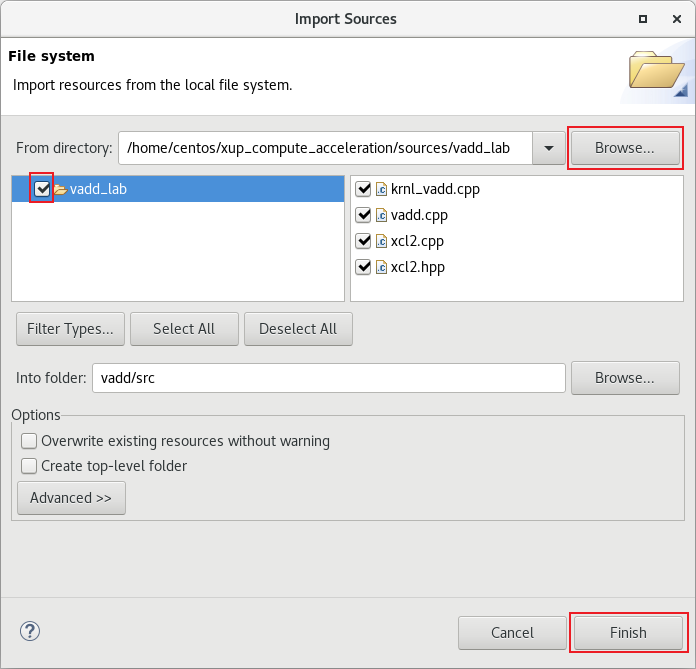 Import Sources
File system
Import resources from the local file system.
From directory: /home/centos/xup_compute_acceleration/sources/vadd_lab Browse...
vadd_lab
krnl_vadd.cpp
vadd.cpp
xcl2.cpp
xcl2.hpp
Filter Types... Select All Deselect All
Into folder: vadd/src Browse...
Options
Overwrite existing resources without warning
Create top-level folder
Advanced >>
? Cancel Finish